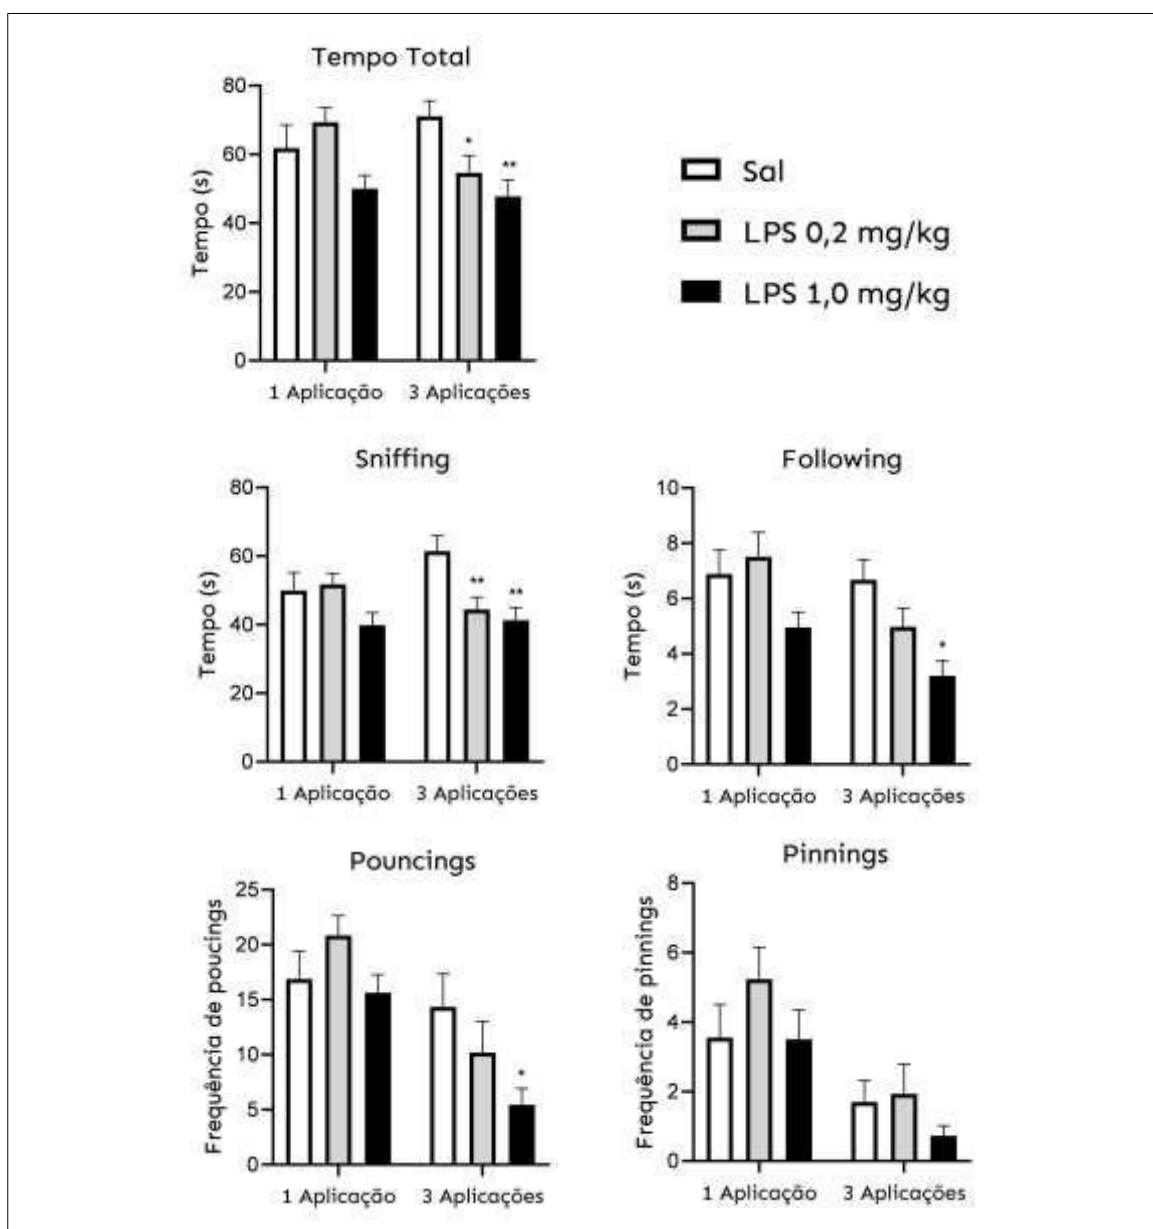 Tempo Total
80
60
40
20
0
Tempo (s)
*
**
1 Aplicação 3 Aplicações
Sal
LPS 0,2 mg/kg
LPS 1,0 mg/kg
Sniffing
80
60
40
20
0
Tempo (s)
**
**
1 Aplicação 3 Aplicações
Following
10
8
6
4
2
0
Tempo (s)
*
1 Aplicação 3 Aplicações
Pouncings
25
20
15
10
5
0
Frequência de poucings
*
1 Aplicação 3 Aplicações
Pinnings
8
6
4
2
0
Frequência de pinnings
1 Aplicação 3 Aplicações